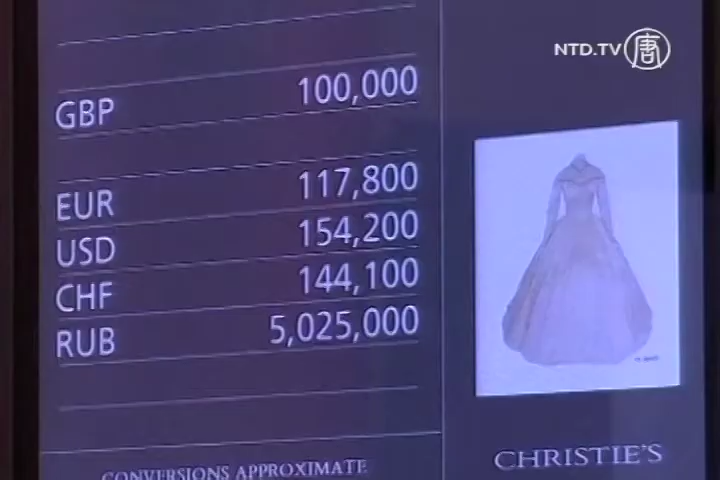 NTD.TV 唐
GBP 100,000
EUR 117,800
USD 154,200
CHF 144,100
RUB 5,025,000
CONVERSIONS APPROXIMATE
CHRISTIE'S